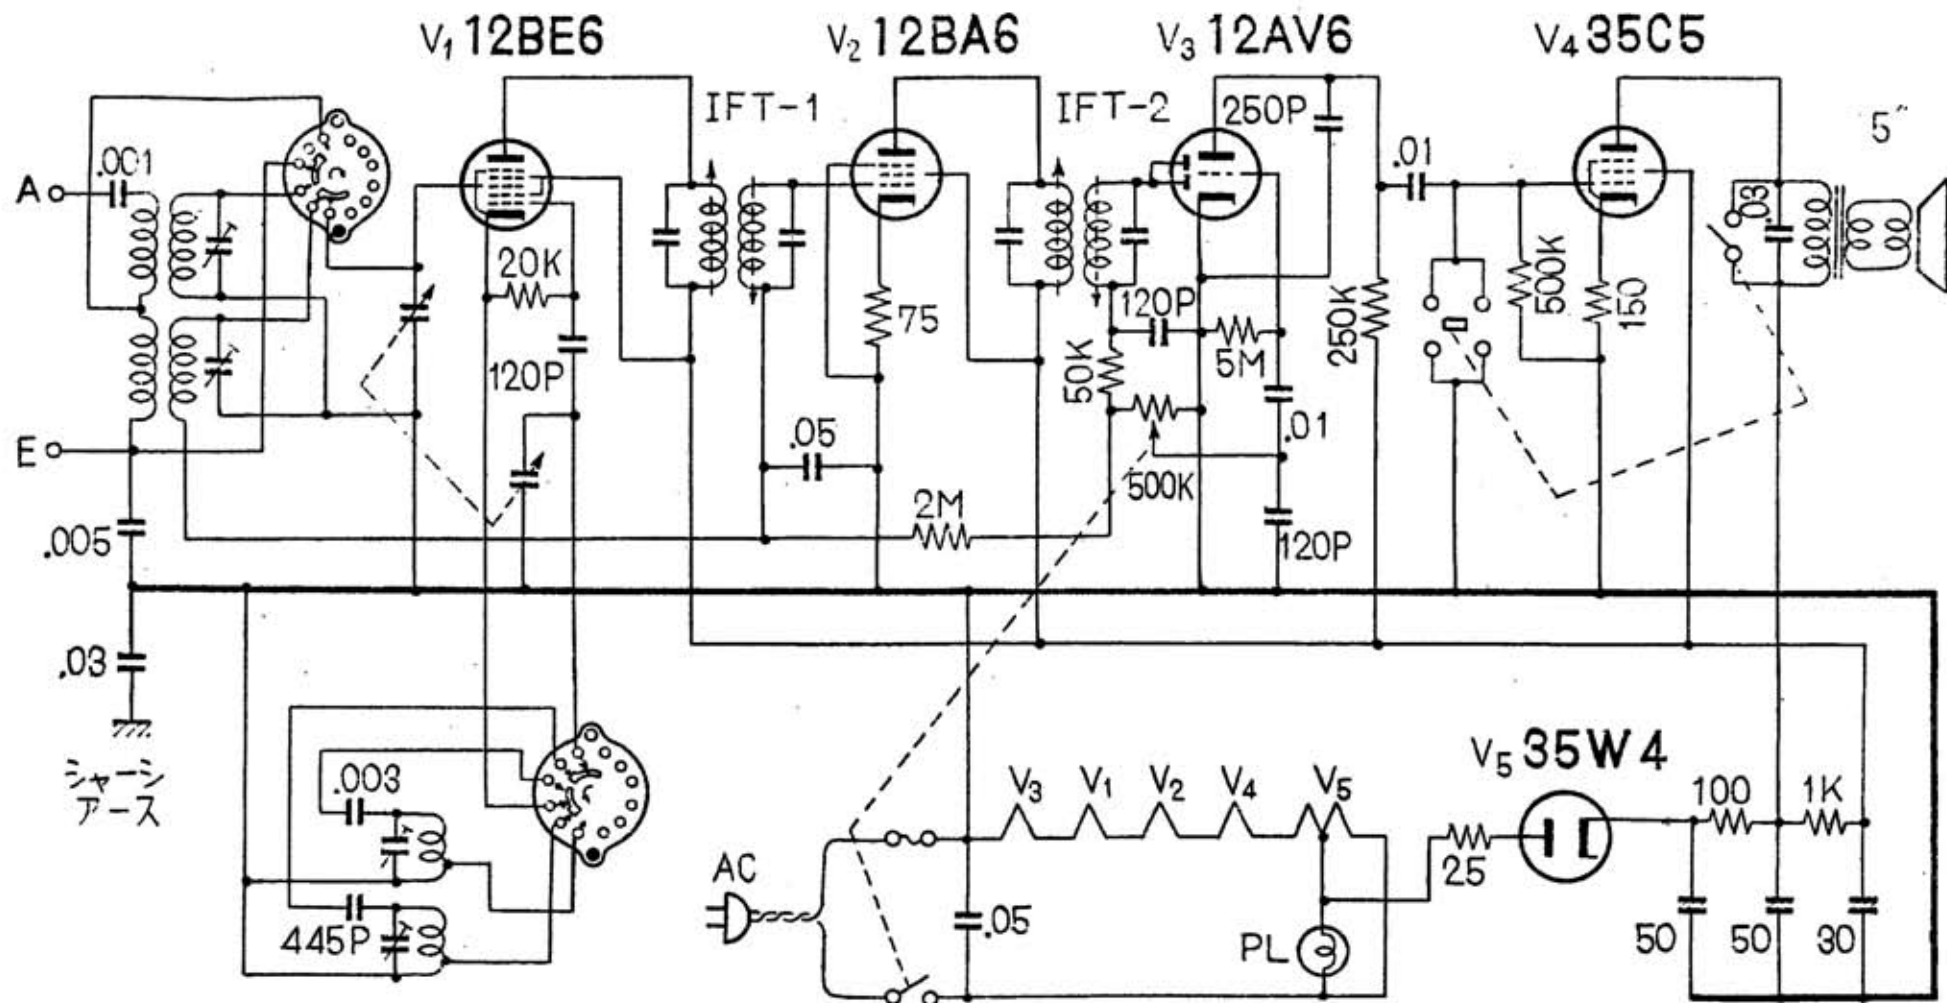 V₁ 12BE6
V₂ 12BA6
V₃ 12AV6
V₄ 35C5
IFT-1
IFT-2
250P
5"
.001
A
.01
.03
20K
120P
75
120P
5M
50K
250K
500K
150
120P
.01
E
.05
500K
2M
.005
.03
シャーシ
アース
.003
445P
V₃
V₁
V₂
V₄
V₅
V₅ 35W4
100
1K
25
AC
.05
PL
50
50
30